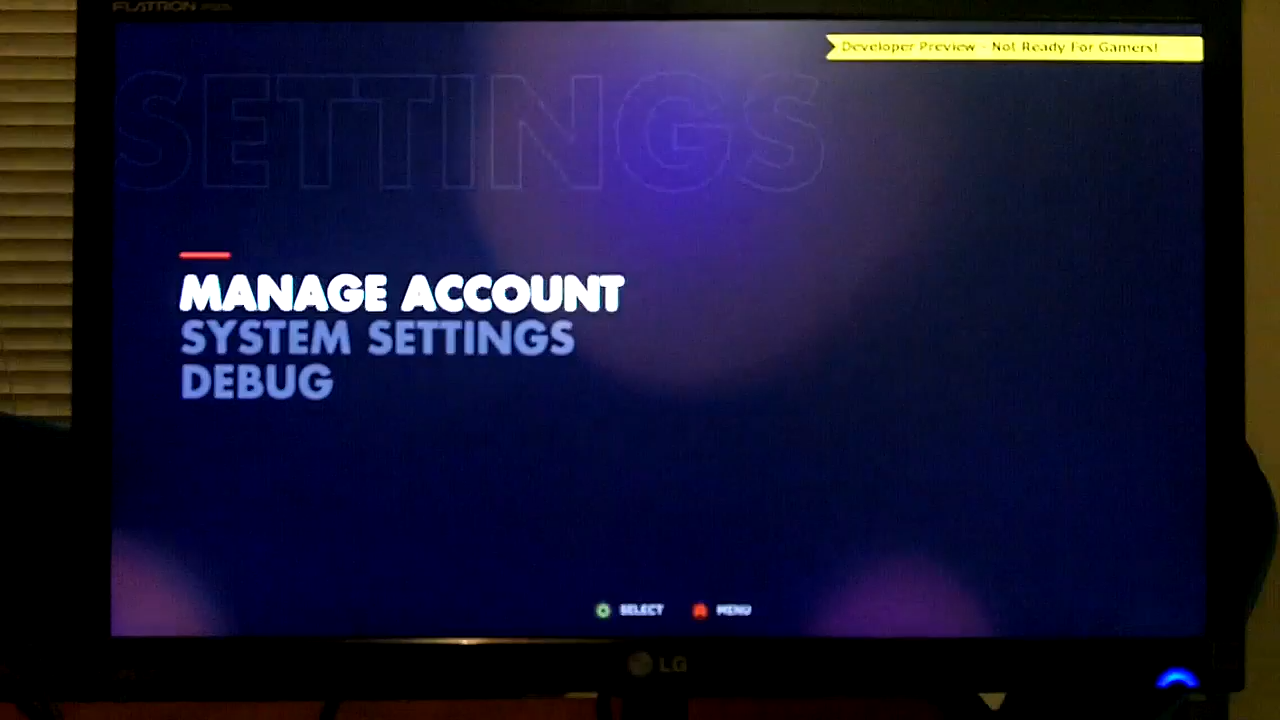 FLATRON
Developer Preview - Not Ready For Gamers!
SETTINGS
MANAGE ACCOUNT
SYSTEM SETTINGS
DEBUG
O SELECT A MENU
LG